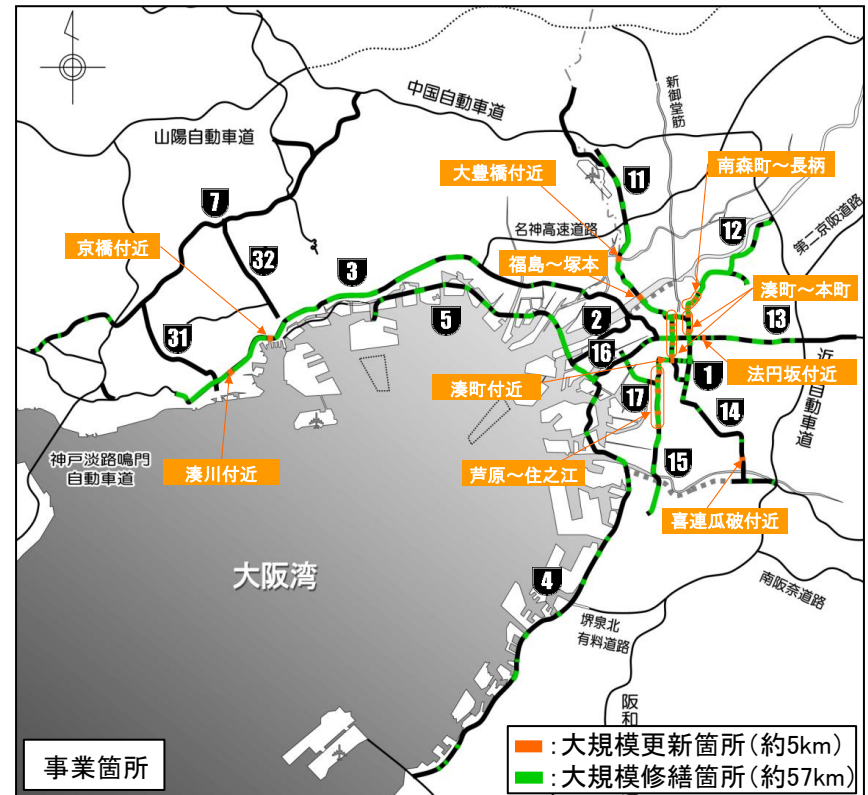 中国自動車道
新御堂筋
山陽自動車道
大豊橋付近
南森町～長柄
11
7
名神高速道路
12
第二京阪道路
京橋付近
32
3
福島～塚本
湊町～本町
5
2
13
31
16
湊町付近
1
法円坂付近
17
14
近
自動車道
神戸淡路鳴門
自動車道
湊川付近
芦原～住之江
15
喜連瓜破付近
大阪湾
4
南阪奈道路
堺泉北
有料道路
阪和
事業箇所
：大規模更新箇所（約5km）
：大規模修繕箇所（約57km）